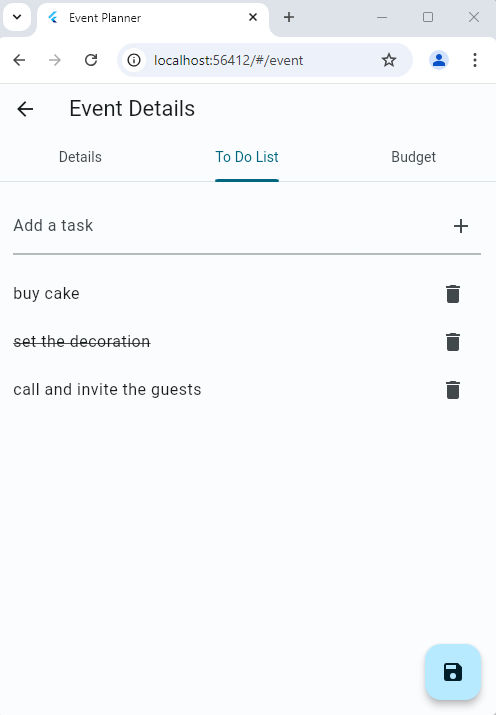 Event Planner
localhost:56412/#/event
Event Details
Details To Do List Budget
Add a task
buy cake
set the decoration
call and invite the guests